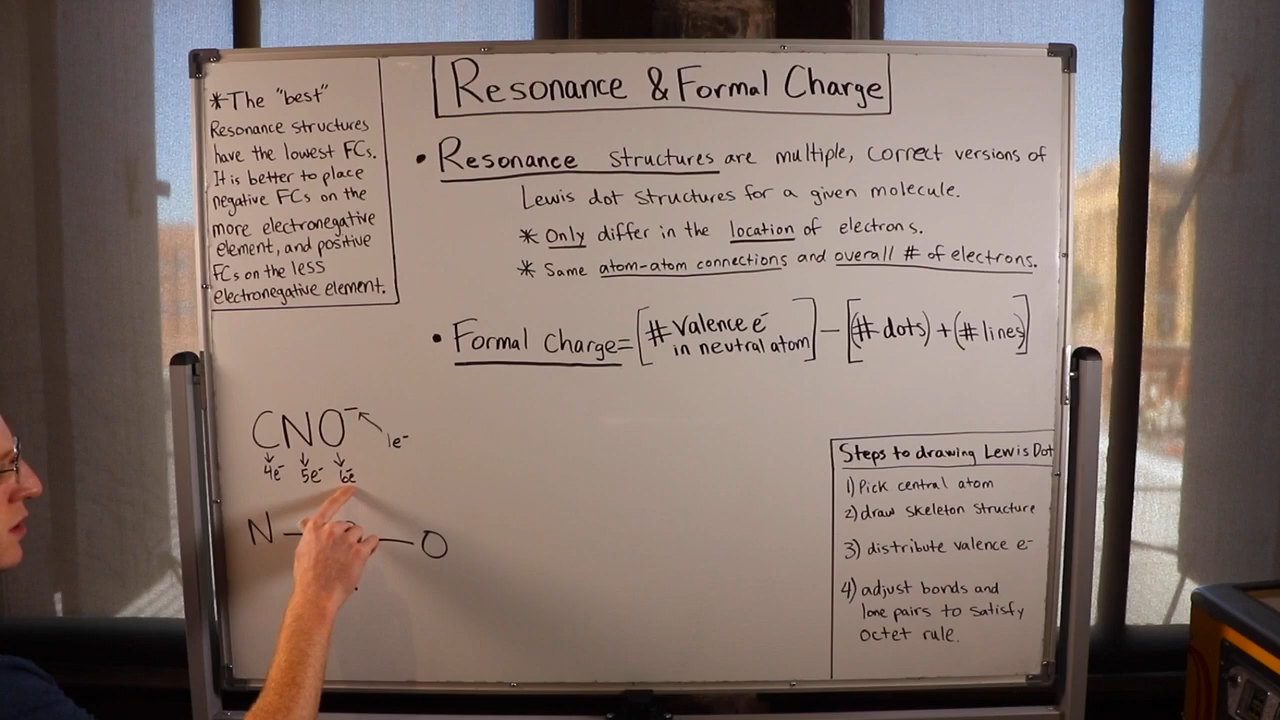 Resonance & Formal Charge
*The "best"
Resonance structures
have the lowest FCs.
It is better to place
negative FCs on the
more electronegative
element, and positive
FCs on the less
electronegative element.
• Resonance structures are multiple, correct versions of
Lewis dot structures for a given molecule.
* Only differ in the location of electrons.
* Same atom-atom connections and overall # of electrons.
• Formal Charge = [# Valence e⁻ in neutral atom] − [(# dots) + (# lines)]
CNO⁻
1e⁻
4e⁻ 5e⁻ 6e⁻
N — — O
Steps to drawing Lewis Dot
1) Pick central atom
2) draw skeleton structure
3) distribute valence e⁻
4) adjust bonds and
lone pairs to satisfy
octet rule.